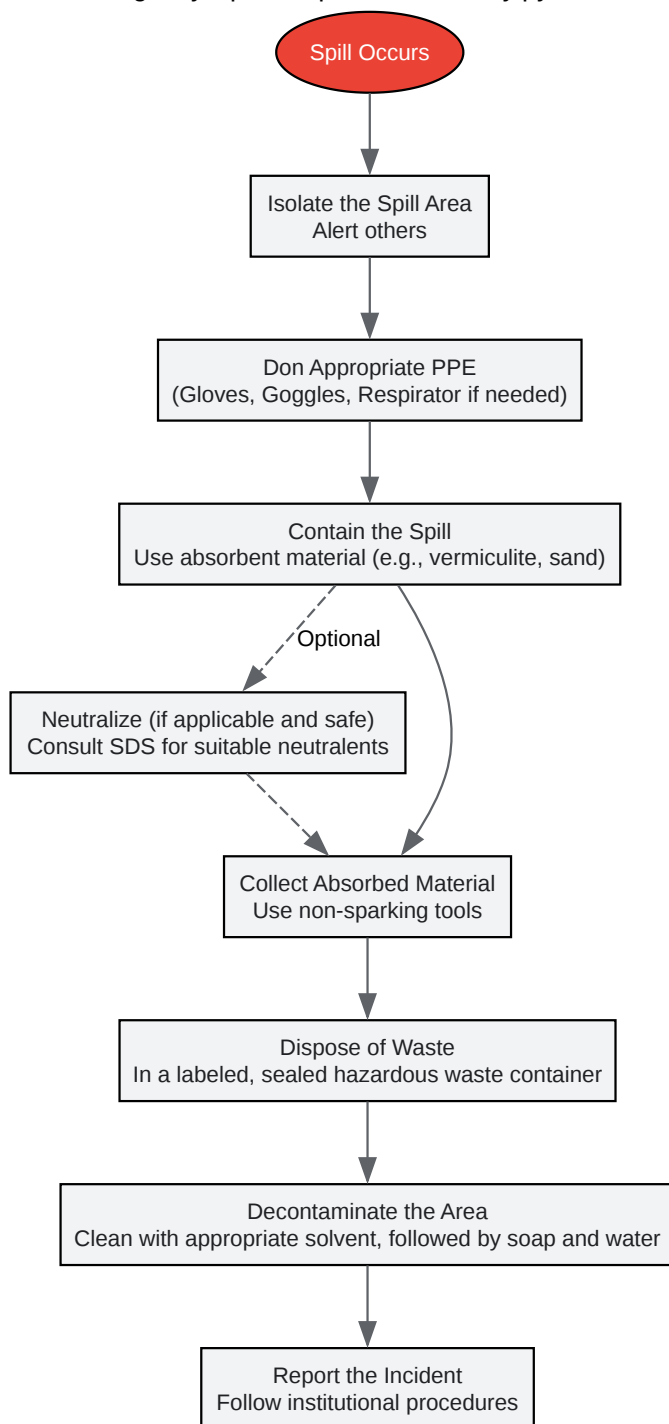 Spill Occurs
Isolate the Spill Area
Alert others
Don Appropriate PPE
(Gloves, Goggles, Respirator if needed)
Contain the Spill
Use absorbent material (e.g., vermiculite, sand)
Optional
Neutralize (if applicable and safe)
Consult SDS for suitable neutralents
Collect Absorbed Material
Use non-sparking tools
Dispose of Waste
In a labeled, sealed hazardous waste container
Decontaminate the Area
Clean with appropriate solvent, followed by soap and water
Report the Incident
Follow institutional procedures